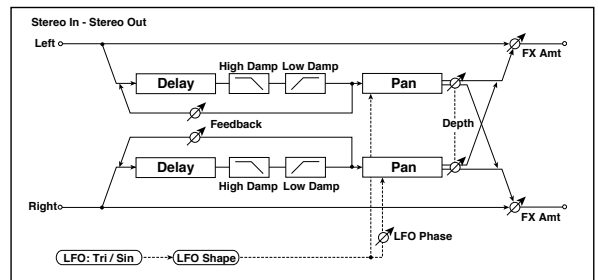 Stereo In - Stereo Out
Left
FX Amt
High Damp Low Damp
Delay
Pan
Feedback
Depth
Delay
Pan
High Damp Low Damp
Right
FX Amt
LFO Phase
LFO: Tri / Sin
LFO Shape